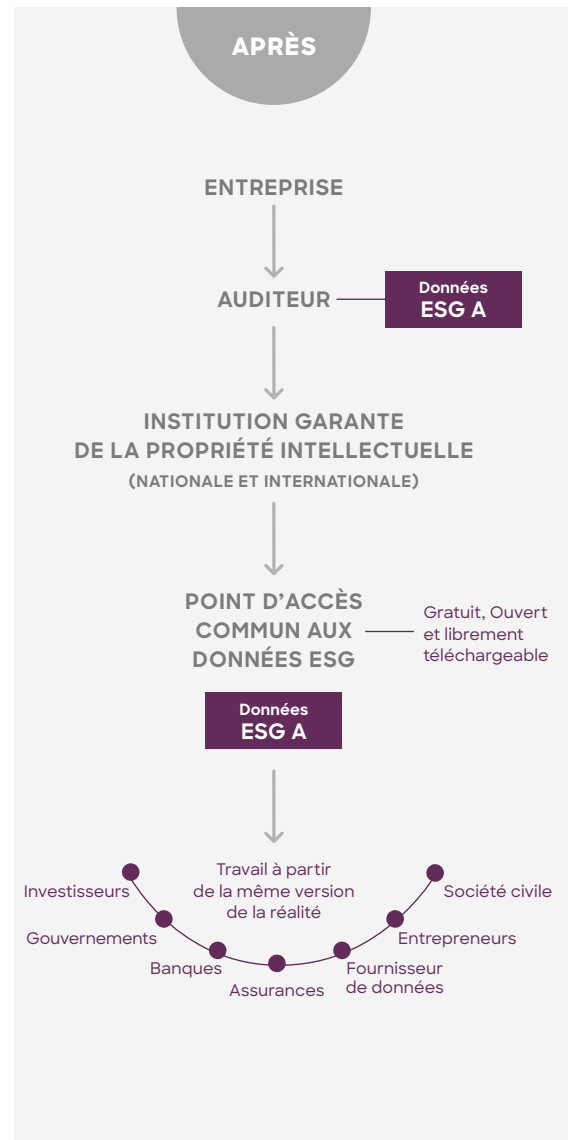 APRÈS
ENTREPRISE
AUDITEUR
Données
ESG A
INSTITUTION GARANTE
DE LA PROPRIÉTÉ INTELLECTUELLE
(NATIONALE ET INTERNATIONALE)
POINT D’ACCÈS
COMMUN AUX
DONNÉES ESG
Gratuit, Ouvert
et librement
téléchargeable
Données
ESG A
Travail à partir
de la même version
de la réalité
Investisseurs
Gouvernements
Banques
Assurances
Fournisseur
de données
Entrepreneurs
Société civile